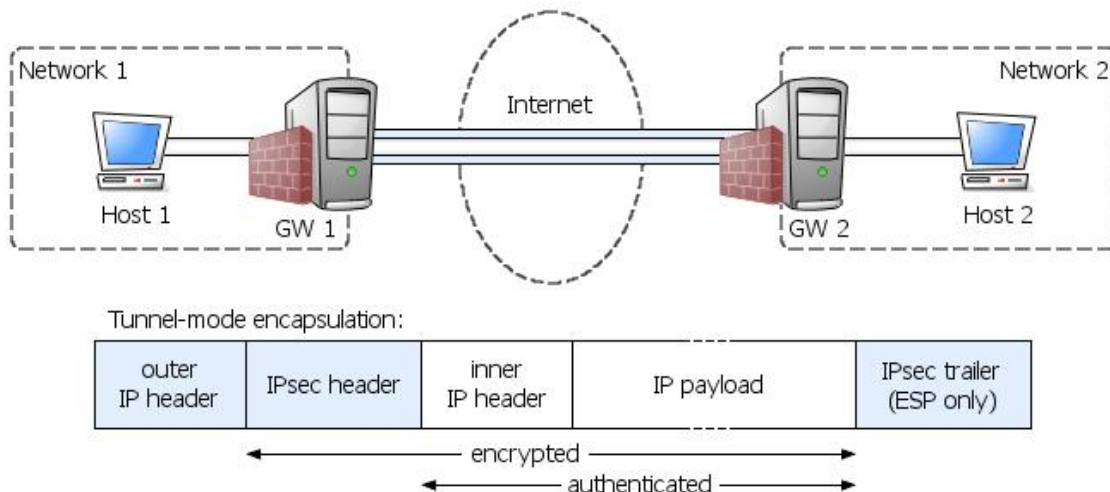 Network 1
Internet
Network 2
Host 1
GW 1
GW 2
Host 2
Tunnel-mode encapsulation:
outer
IP header
IPsec header
inner
IP header
IP payload
IPsec trailer
(ESP only)
encrypted
authenticated